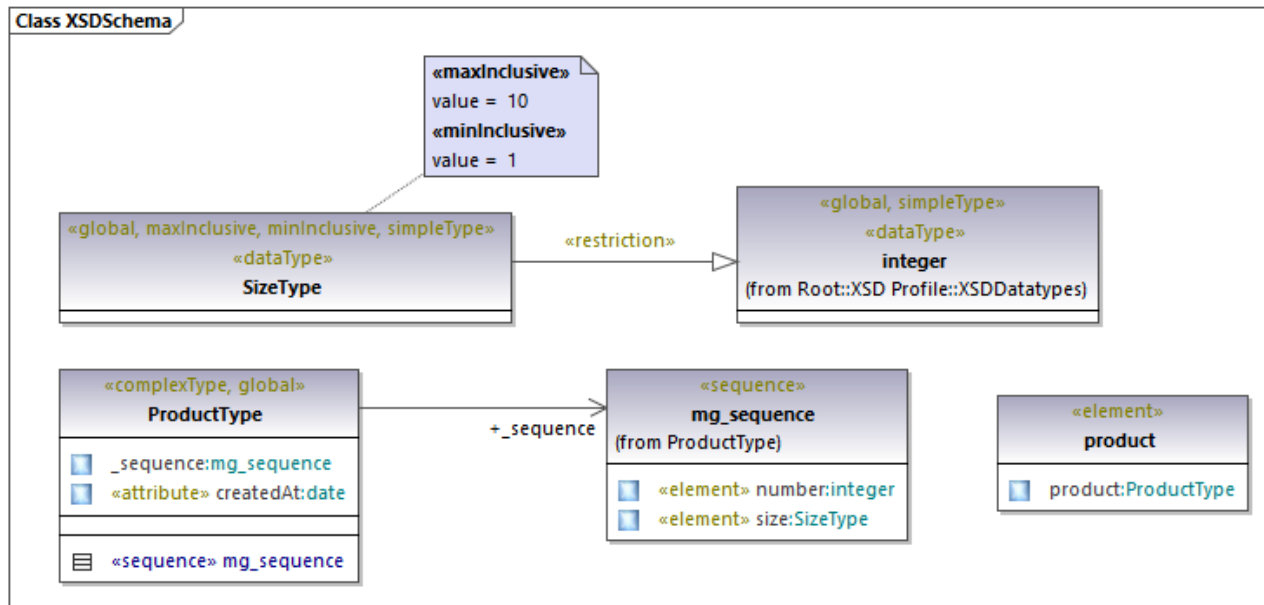 Class XSDSchema
«maxInclusive»
value = 10
«minInclusive»
value = 1
«global, maxInclusive, minInclusive, simpleType»
«dataType»
SizeType
«restriction»
«global, simpleType»
«dataType»
integer
(from Root::XSD Profile::XSDDatatypes)
«complexType, global»
ProductType
_sequence:mg_sequence
«attribute» createdAt:date
«sequence» mg_sequence
+_sequence
«sequence»
mg_sequence
(from ProductType)
«element» number:integer
«element» size:SizeType
«element»
product
product:ProductType